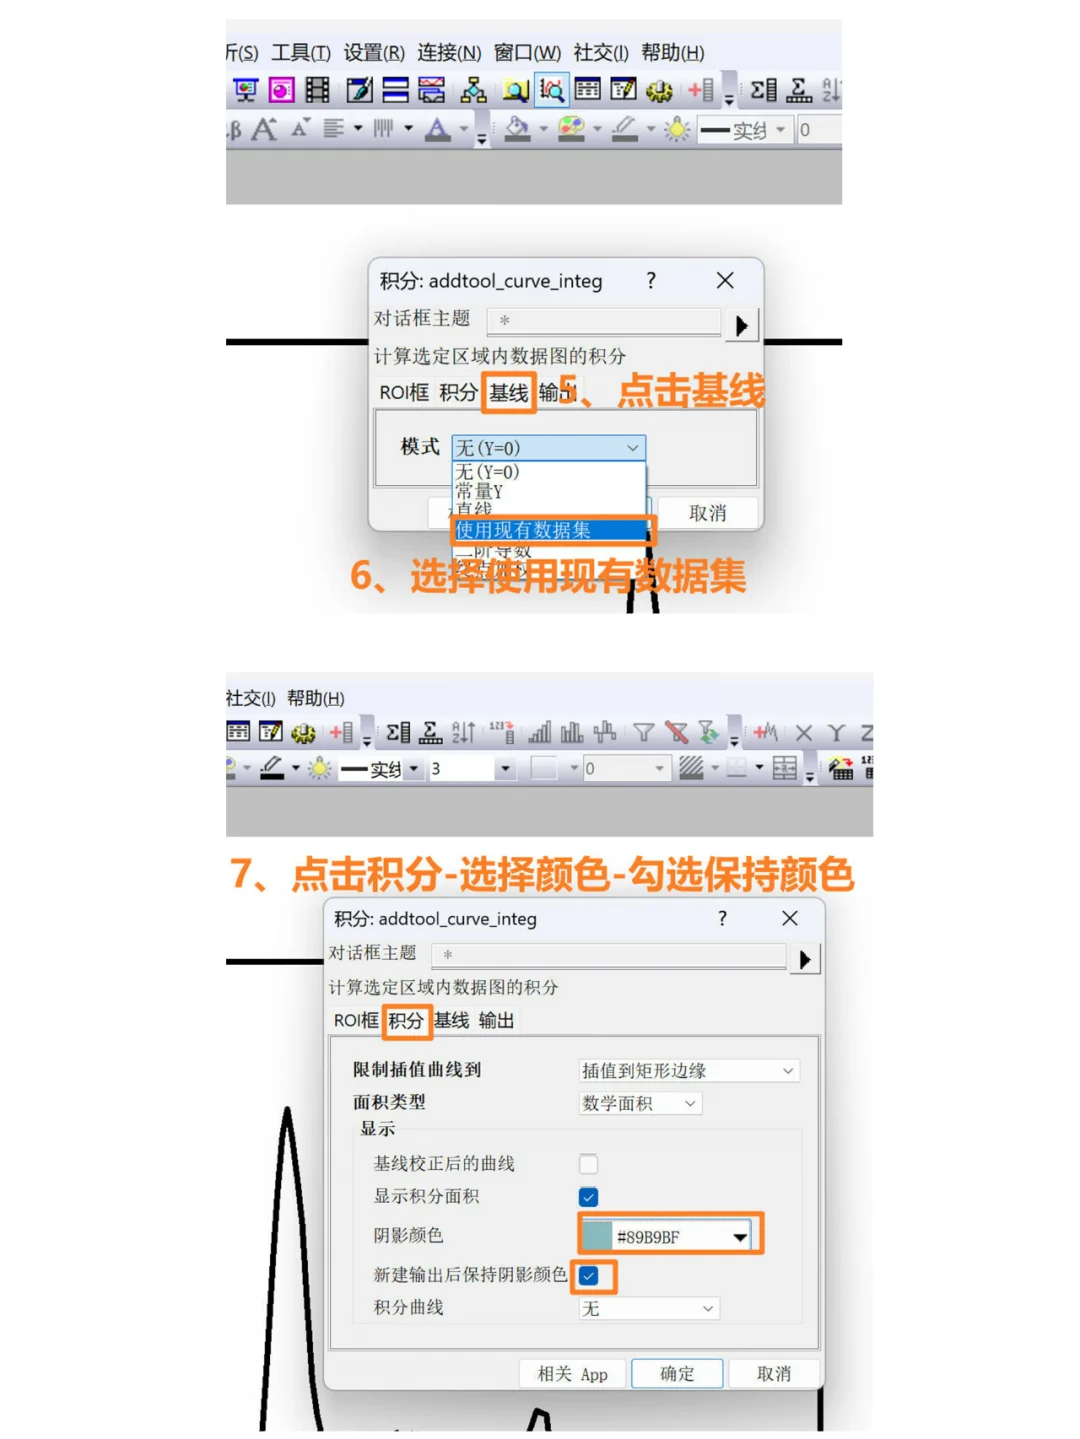 斤(S) 工具(T) 设置(R) 连接(N) 窗口(W) 社交(I) 帮助(H)
实线 0
积分: addtool_curve_integ ? ×
对话框主题 *
计算选定区域内数据图的积分
ROI框 积分 基线 输出
5、点击基线
模式 无(Y=0)
无(Y=0)
常量Y
直线
使用现有数据集
二阶导数
取消
6、选择使用现有数据集
社交(I) 帮助(H)
实线 3 0
7、点击积分-选择颜色-勾选保持颜色
积分: addtool_curve_integ ? ×
对话框主题 *
计算选定区域内数据图的积分
ROI框 积分 基线 输出
限制插值曲线到 插值到矩形边缘
面积类型 数学面积
显示
基线校正后的曲线
显示积分面积
阴影颜色 #89B9BF
新建输出后保持阴影颜色
积分曲线 无
相关 App 确定 取消